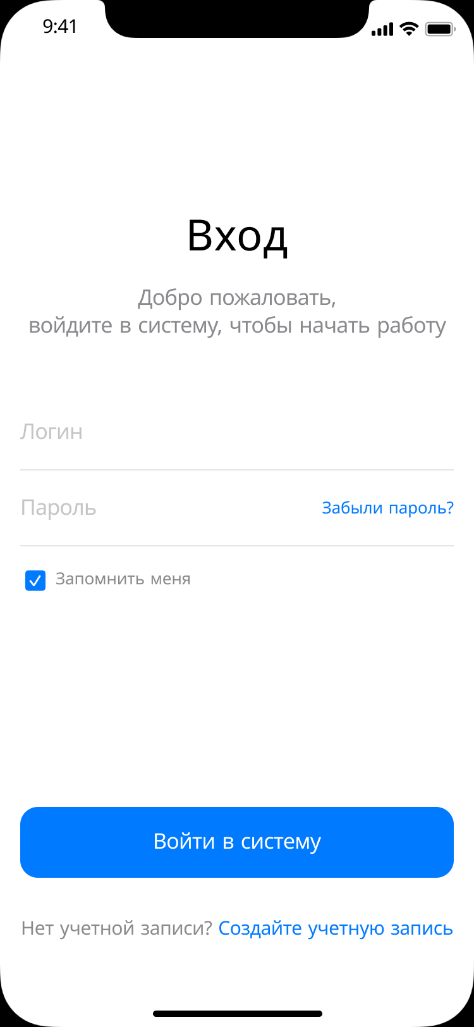 9:41
Вход
Добро пожаловать,
войдите в систему, чтобы начать работу
Логин
Пароль
Забыли пароль?
Запомнить меня
Войти в систему
Нет учетной записи? Создайте учетную запись